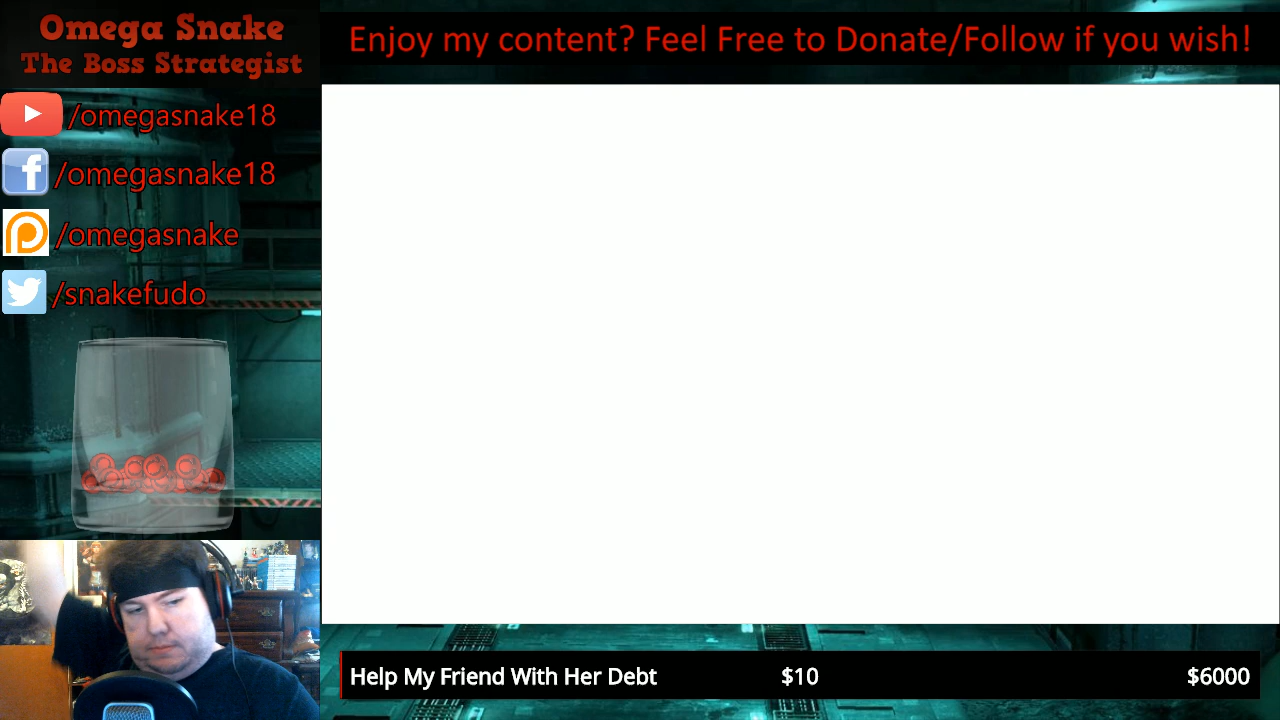 Omega Snake
The Boss Strategist
Enjoy my content? Feel Free to Donate/Follow if you wish!
/omegasnake18
/omegasnake18
/omegasnake
/snakefudo
Help My Friend With Her Debt $10 $6000